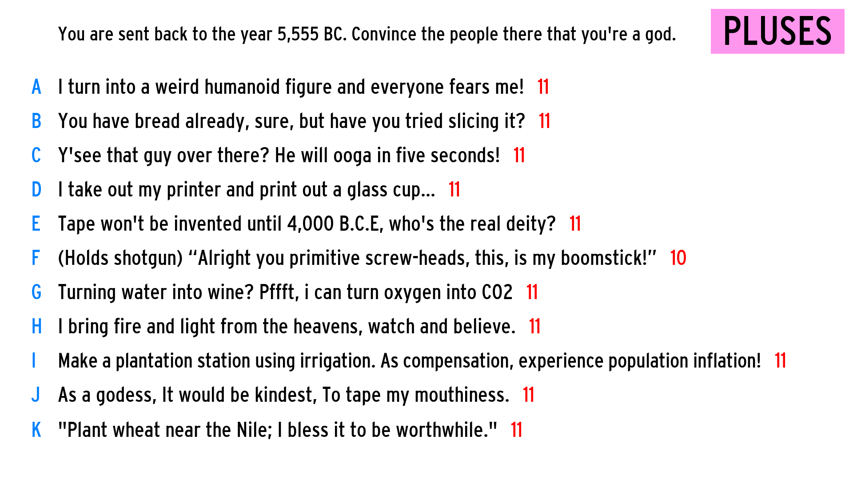 You are sent back to the year 5,555 BC. Convince the people there that you're a god.
PLUSES
A I turn into a weird humanoid figure and everyone fears me! 11
B You have bread already, sure, but have you tried slicing it? 11
C Y'see that guy over there? He will ooga in five seconds! 11
D I take out my printer and print out a glass cup... 11
E Tape won't be invented until 4,000 B.C.E, who's the real deity? 11
F (Holds shotgun) “Alright you primitive screw-heads, this, is my boomstick!” 10
G Turning water into wine? Pffft, i can turn oxygen into CO2 11
H I bring fire and light from the heavens, watch and believe. 11
I Make a plantation station using irrigation. As compensation, experience population inflation! 11
J As a godess, It would be kindest, To tape my mouthiness. 11
K "Plant wheat near the Nile; I bless it to be worthwhile." 11